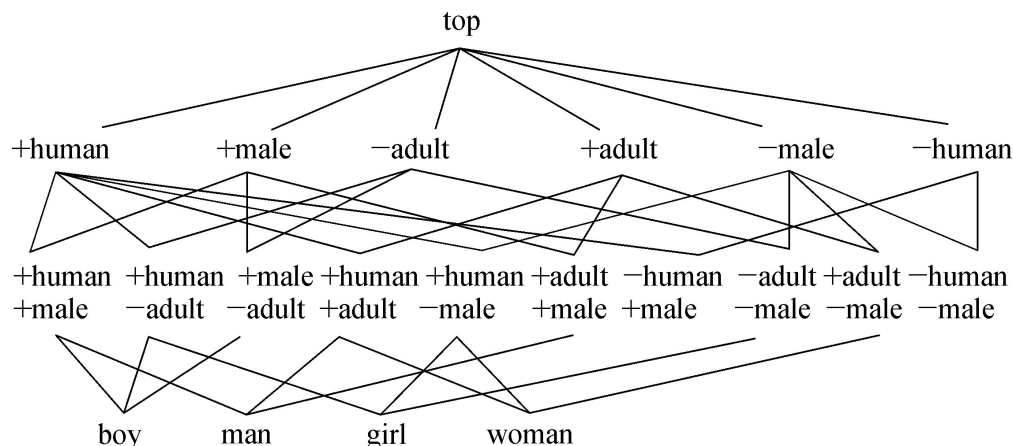 top
+human +male −adult +adult −male −human
+human +human +male +human +human +adult −human −adult +adult −human
+male −adult −adult +adult −male +male +male −male −male −male
boy man girl woman